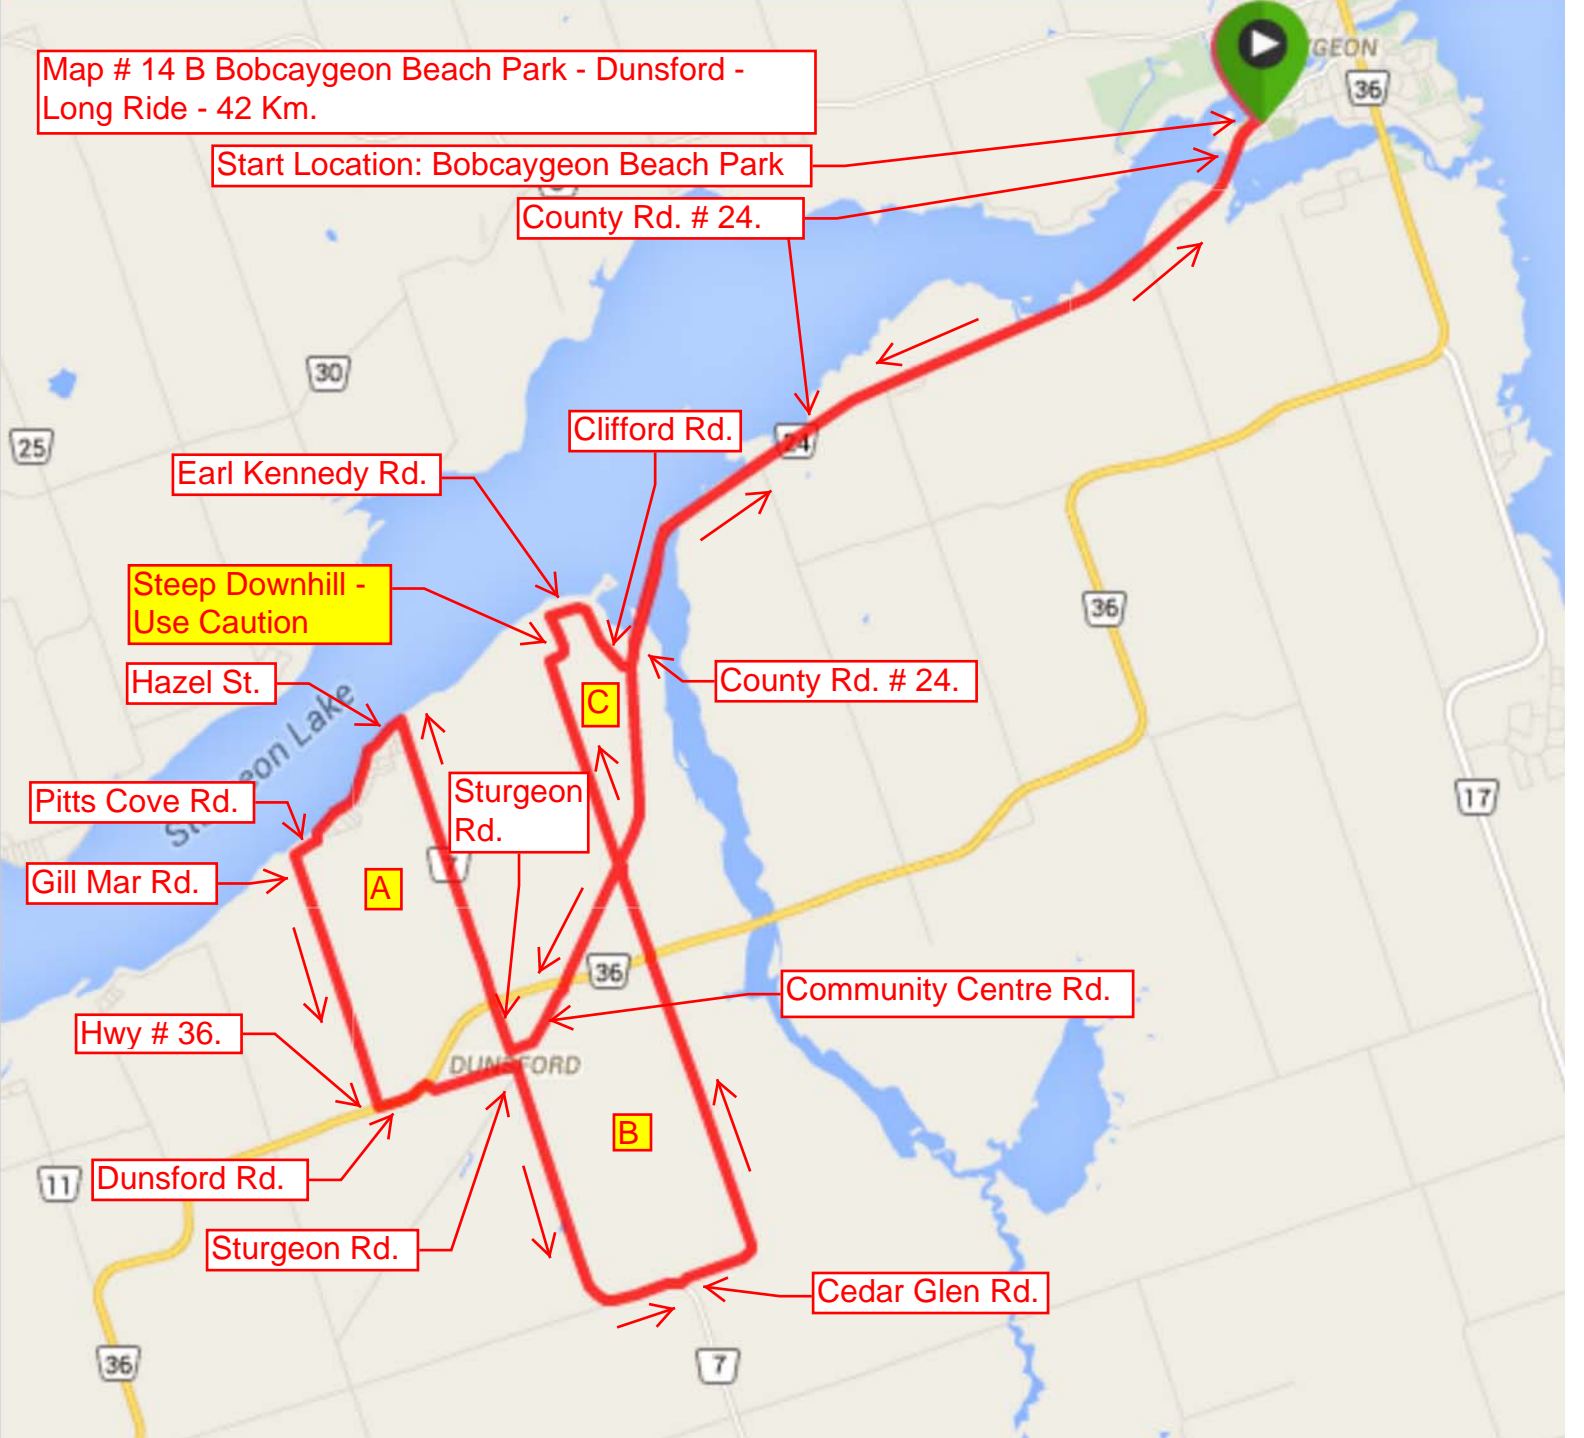 YGEON
36
Map # 14 B Bobcaygeon Beach Park - Dunsford -
Long Ride - 42 Km.
Start Location: Bobcaygeon Beach Park
County Rd. # 24.
30
25
Clifford Rd.
24
Earl Kennedy Rd.
Steep Downhill -
Use Caution
36
Hazel St.
County Rd. # 24.
C
Sturgeon
Rd.
Pitts Cove Rd.
eon Lake
17
7
Gill Mar Rd.
A
36
Community Centre Rd.
Hwy # 36.
DUNSFORD
B
Dunsford Rd.
11
Sturgeon Rd.
Cedar Glen Rd.
36
7